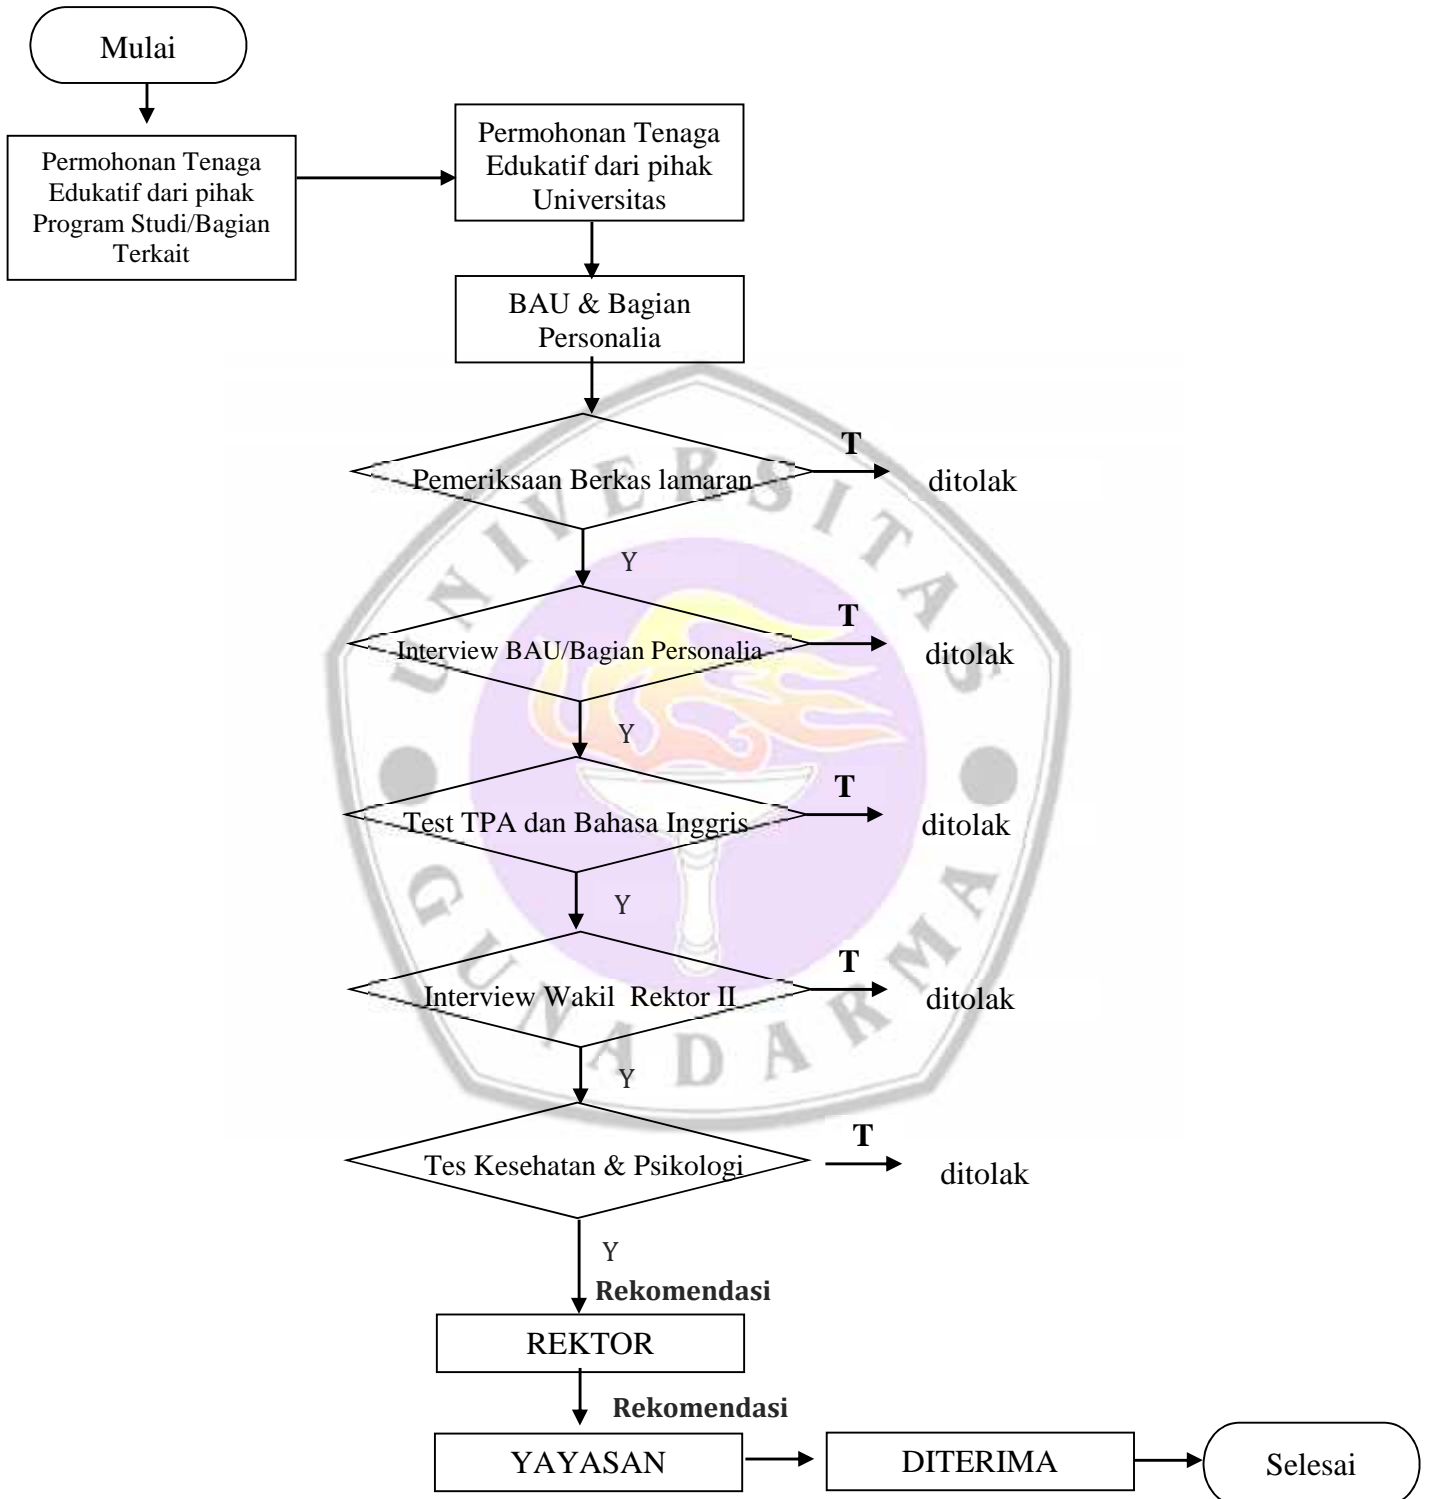 Mulai
Permohonan Tenaga
Edukatif dari pihak
Program Studi/Bagian
Terkait
Permohonan Tenaga
Edukatif dari pihak
Universitas
BAU & Bagian
Personalia
Pemeriksaan Berkas lamaran
T
ditolak
Y
Interview BAU/Bagian Personalia
T
ditolak
Y
Test TPA dan Bahasa Inggris
T
ditolak
Y
Interview Wakil Rektor II
T
ditolak
Y
Tes Kesehatan & Psikologi
T
ditolak
Y
Rekomendasi
REKTOR
Rekomendasi
YAYASAN
DITERIMA
Selesai
UNIVERSITAS
GUNADARMA